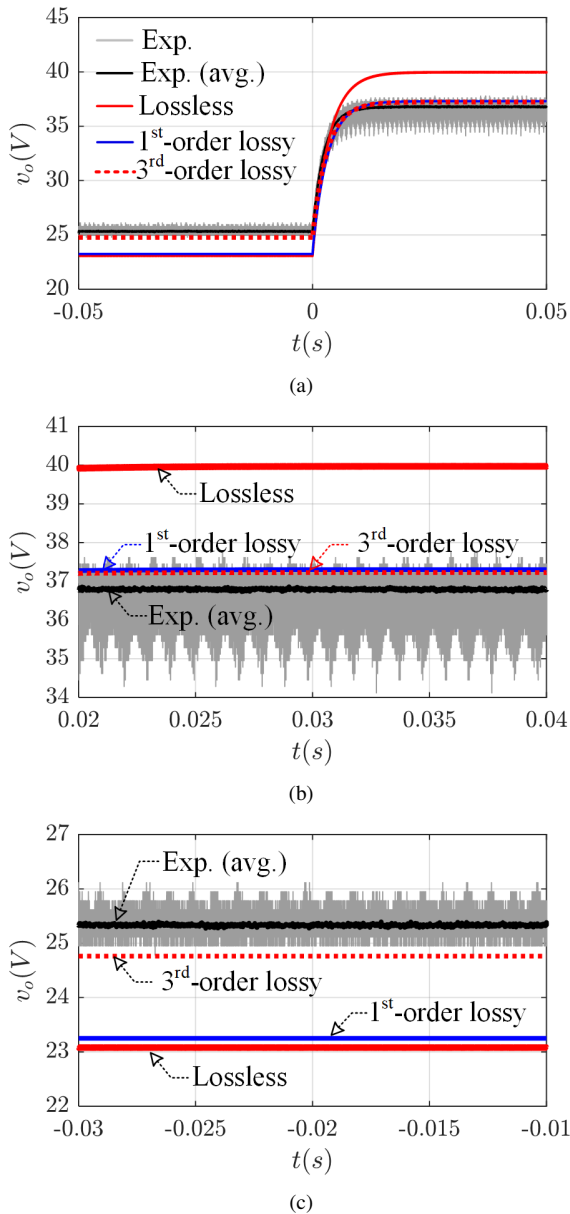 45
40
35
30
25
20
v_o(V)
Exp.
Exp. (avg.)
Lossless
1st-order lossy
3rd-order lossy
-0.05
0
0.05
t(s)
(a)
41
40
39
38
37
36
35
34
v_o(V)
Lossless
1st-order lossy
3rd-order lossy
Exp. (avg.)
0.02
0.025
0.03
0.035
0.04
t(s)
(b)
27
26
25
24
23
22
v_o(V)
Exp. (avg.)
3rd-order lossy
1st-order lossy
Lossless
-0.03
-0.025
-0.02
-0.015
-0.01
t(s)
(c)